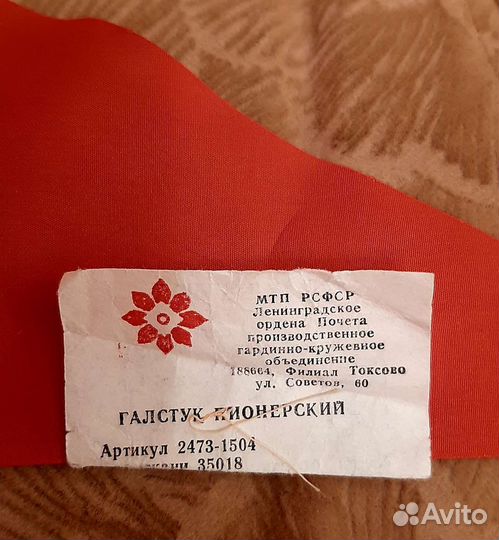 МТП РСФСР
Ленинградское
ордена Почета
производственное
гардинно-кружевное
объединение
188664, Филиал Токсово
ул. Советов, 60
ГАЛСТУК ПИОНЕРСКИЙ
Артикул 2473-1504
35018
Avito